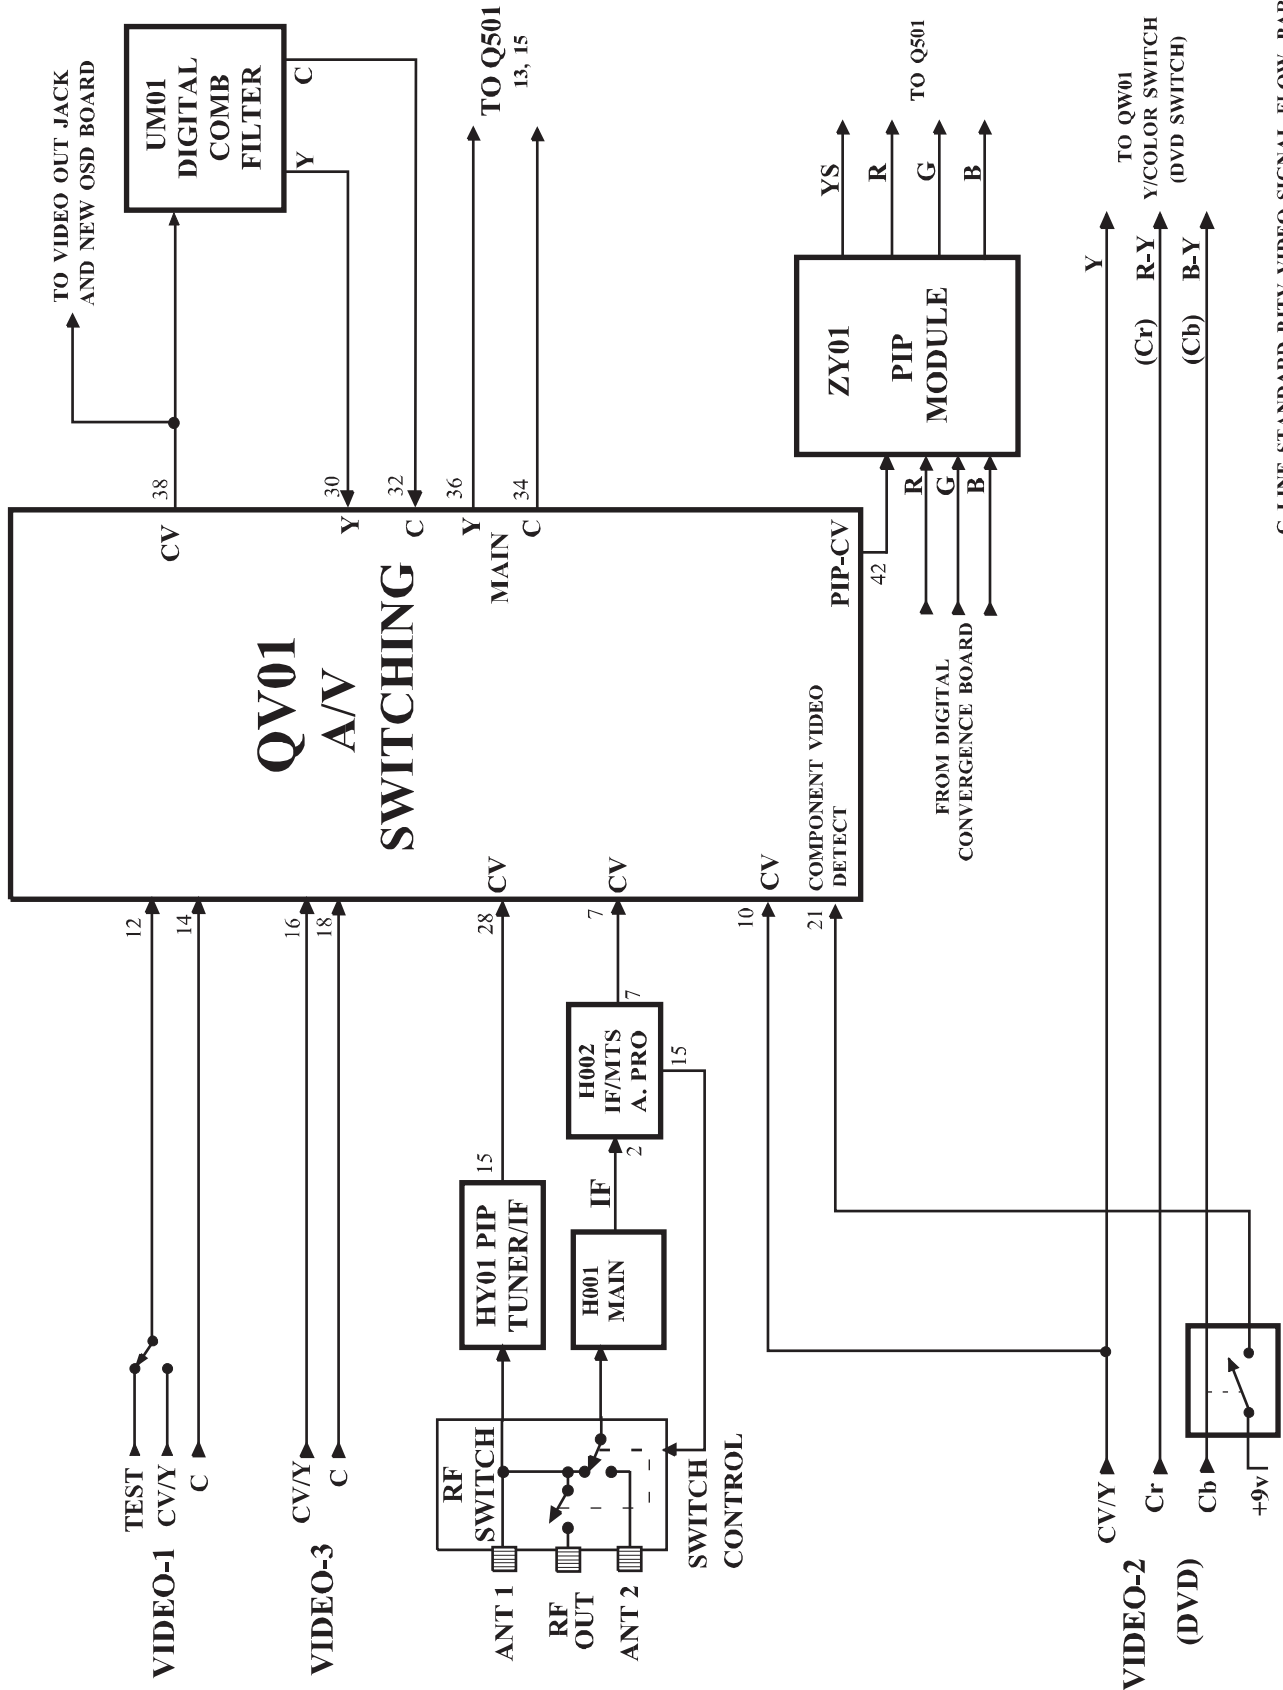 TO VIDEO OUT JACK
AND NEW OSD BOARD
UM01
DIGITAL
COMB
FILTER
Y
C
TO Q501
13, 15
QV01
A/V
SWITCHING
CV
38
Y
30
C
32
Y
36
MAIN
C
34
PIP-CV
42
COMPONENT VIDEO
DETECT
12
14
16
18
28
CV
7
CV
10
CV
21
VIDEO-1
TEST
CV/Y
C
VIDEO-3
CV/Y
C
ANT 1
RF
OUT
ANT 2
RF
SWITCH
SWITCH
CONTROL
HY01 PIP
TUNER/IF
15
H001
MAIN
IF
2
H002
IF/MTS
A. PRO
7
15
FROM DIGITAL
CONVERGENCE BOARD
R
G
B
ZY01
PIP
MODULE
YS
R
G
B
TO Q501
VIDEO-2
(DVD)
CV/Y
Cr
Cb
+9v
Y
(Cr) R-Y
(Cb) B-Y
TO QW01
Y/COLOR SWITCH
(DVD SWITCH)